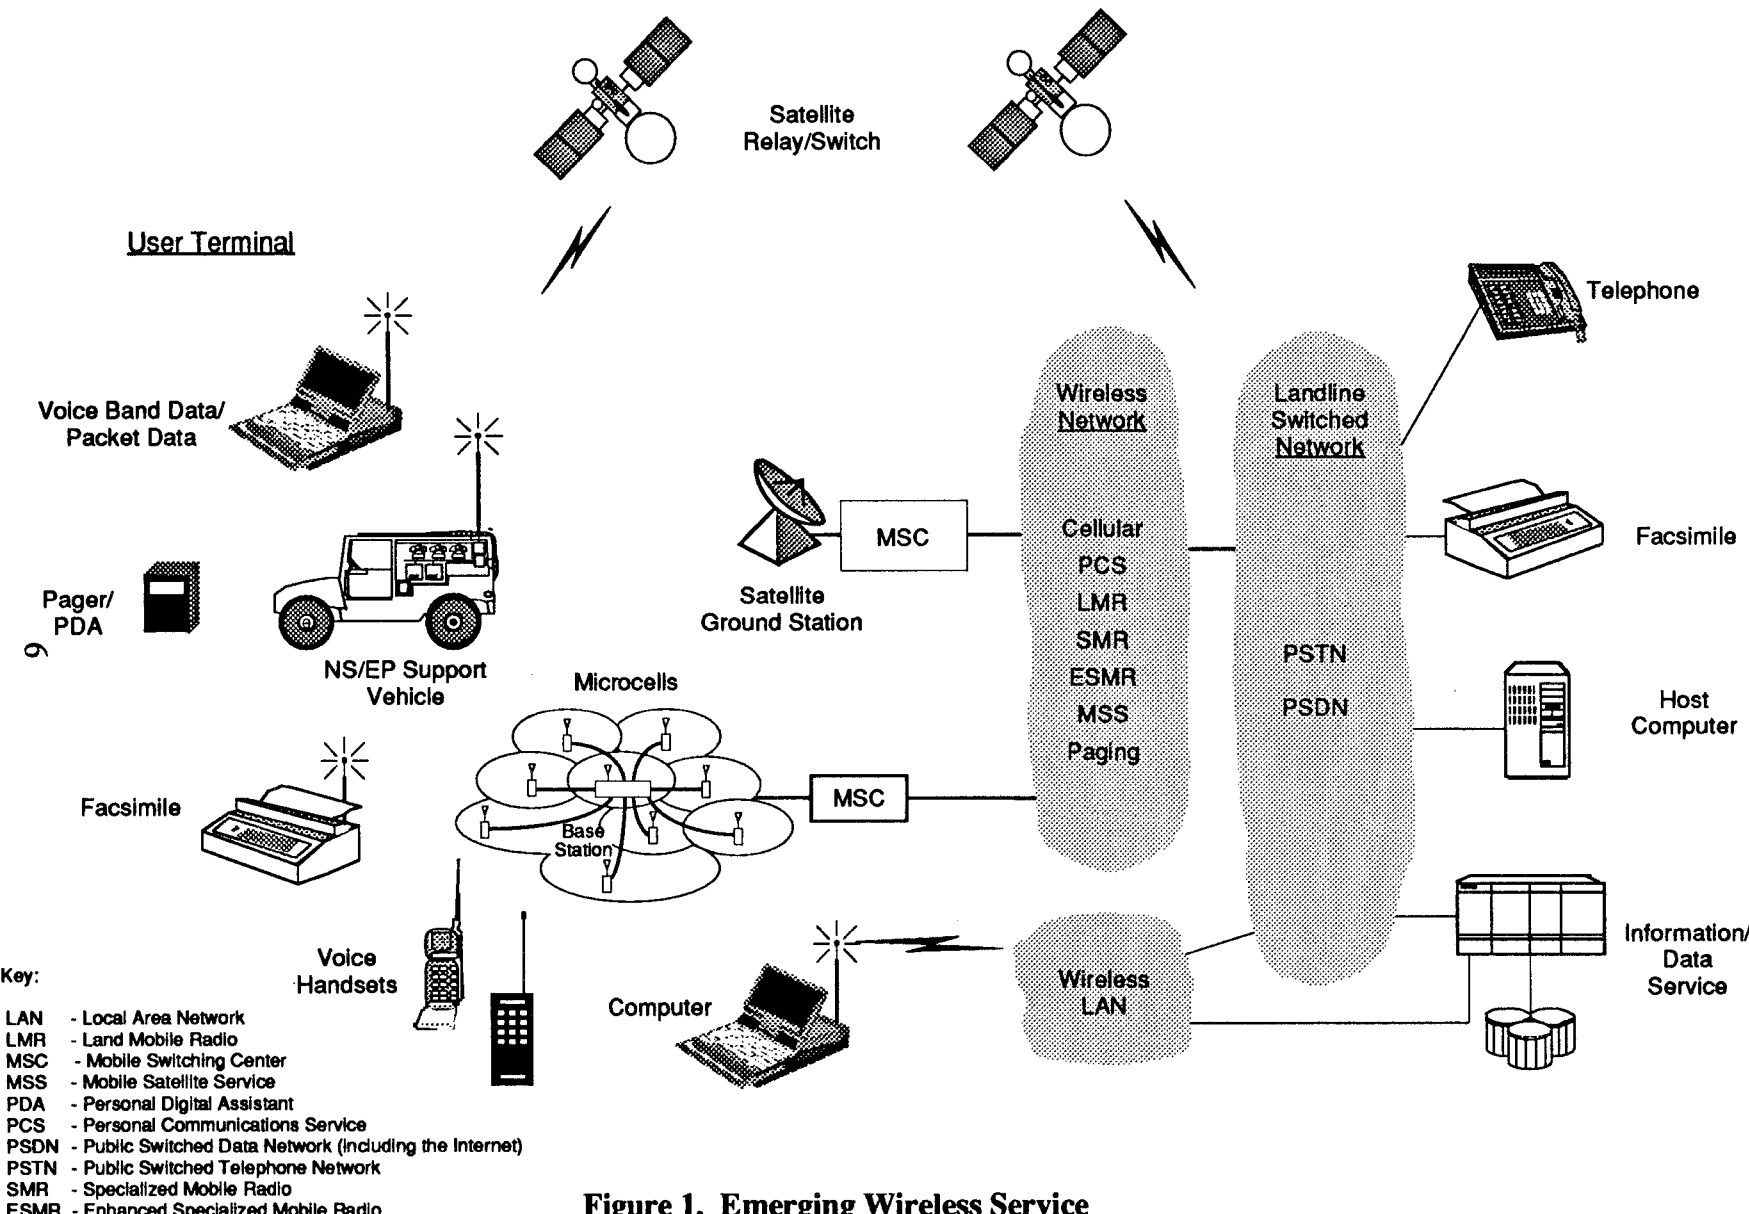 Satellite
Relay/Switch
User Terminal
Telephone
Voice Band Data/
Packet Data
Wireless
Network
Landline
Switched
Network
Cellular
PCS
LMR
SMR
ESMR
MSS
Paging
MSC
Facsimile
Satellite
Ground Station
Pager/
PDA
9
NS/EP Support
Vehicle
PSTN
PSDN
Host
Computer
Microcells
Facsimile
MSC
Base
Station
Voice
Handsets
Computer
Wireless
LAN
Information/
Data
Service
Key:
LAN - Local Area Network
LMR - Land Mobile Radio
MSC - Mobile Switching Center
MSS - Mobile Satellite Service
PDA - Personal Digital Assistant
PCS - Personal Communications Service
PSDN - Public Switched Data Network (including the Internet)
PSTN - Public Switched Telephone Network
SMR - Specialized Mobile Radio
ESMR - Enhanced Specialized Mobile Radio
Figure 1. Emerging Wireless Service